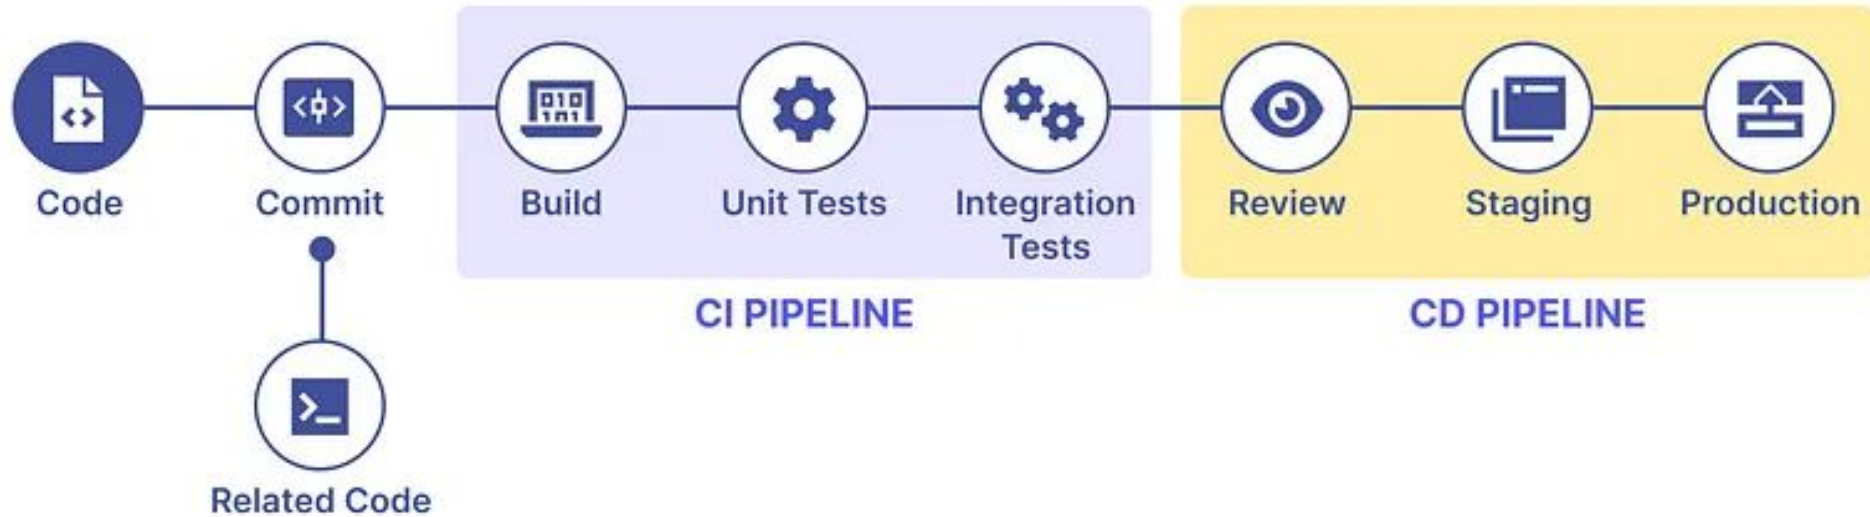 Code
Commit
Build
Unit Tests
Integration
Tests
Review
Staging
Production
CI PIPELINE
CD PIPELINE
Related Code